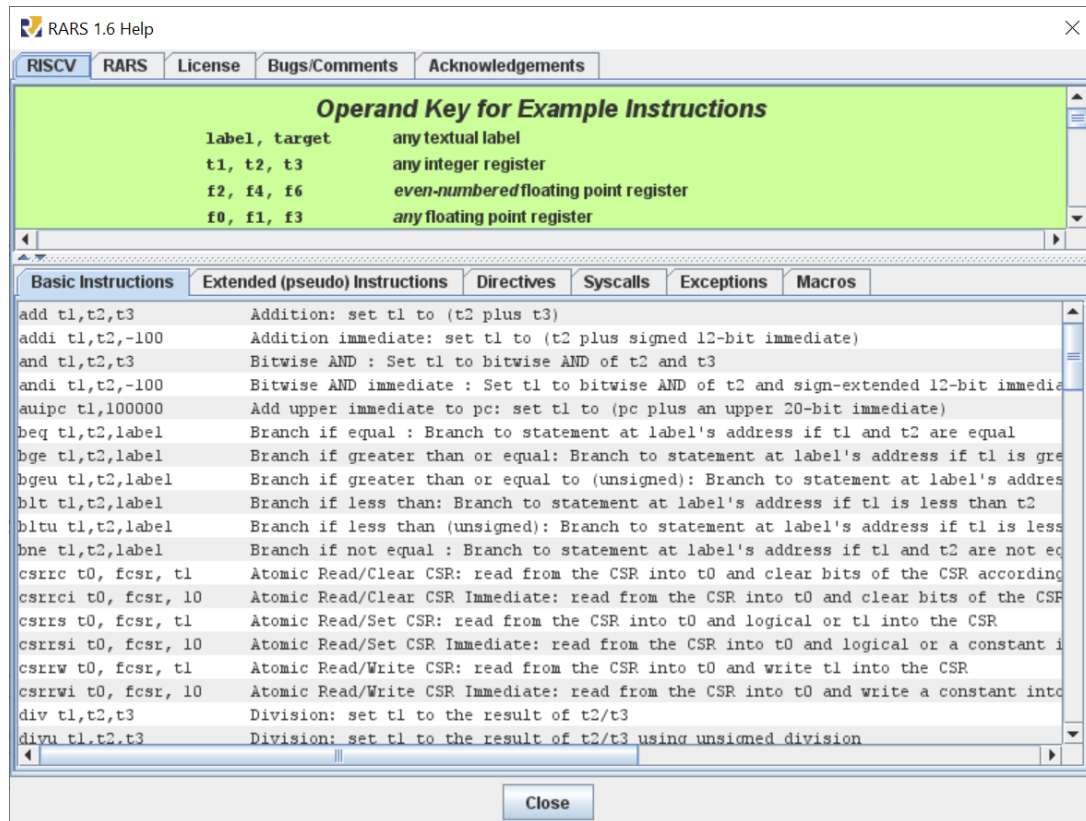 RARS 1.6 Help
RISCV RARS License Bugs/Comments Acknowledgements
Operand Key for Example Instructions
label, target any textual label
t1, t2, t3 any integer register
f2, f4, f6 even-numbered floating point register
f0, f1, f3 any floating point register
Basic Instructions Extended (pseudo) Instructions Directives Syscalls Exceptions Macros
add t1,t2,t3 Addition: set t1 to (t2 plus t3)
addi t1,t2,-100 Addition immediate: set t1 to (t2 plus signed 12-bit immediate)
and t1,t2,t3 Bitwise AND : Set t1 to bitwise AND of t2 and t3
andi t1,t2,-100 Bitwise AND immediate : Set t1 to bitwise AND of t2 and sign-extended 12-bit immedia
auipc t1,100000 Add upper immediate to pc: set t1 to (pc plus an upper 20-bit immediate)
beq t1,t2,label Branch if equal : Branch to statement at label's address if t1 and t2 are equal
bge t1,t2,label Branch if greater than or equal: Branch to statement at label's address if t1 is gre
bgeu t1,t2,label Branch if greater than or equal to (unsigned): Branch to statement at label's addres
blt t1,t2,label Branch if less than: Branch to statement at label's address if t1 is less than t2
bltu t1,t2,label Branch if less than (unsigned): Branch to statement at label's address if t1 is less
bne t1,t2,label Branch if not equal : Branch to statement at label's address if t1 and t2 are not eq
csrrc t0, fcsr, t1 Atomic Read/Clear CSR: read from the CSR into t0 and clear bits of the CSR according
csrrci t0, fcsr, 10 Atomic Read/Clear CSR Immediate: read from the CSR into t0 and clear bits of the CSR
csrrs t0, fcsr, t1 Atomic Read/Set CSR: read from the CSR into t0 and logical or t1 into the CSR
csrrsi t0, fcsr, 10 Atomic Read/Set CSR Immediate: read from the CSR into t0 and logical or a constant i
csrrw t0, fcsr, t1 Atomic Read/Write CSR: read from the CSR into t0 and write t1 into the CSR
csrrwi t0, fcsr, 10 Atomic Read/Write CSR Immediate: read from the CSR into t0 and write a constant into
div t1,t2,t3 Division: set t1 to the result of t2/t3
divu t1,t2,t3 Division: set t1 to the result of t2/t3 using unsigned division
Close